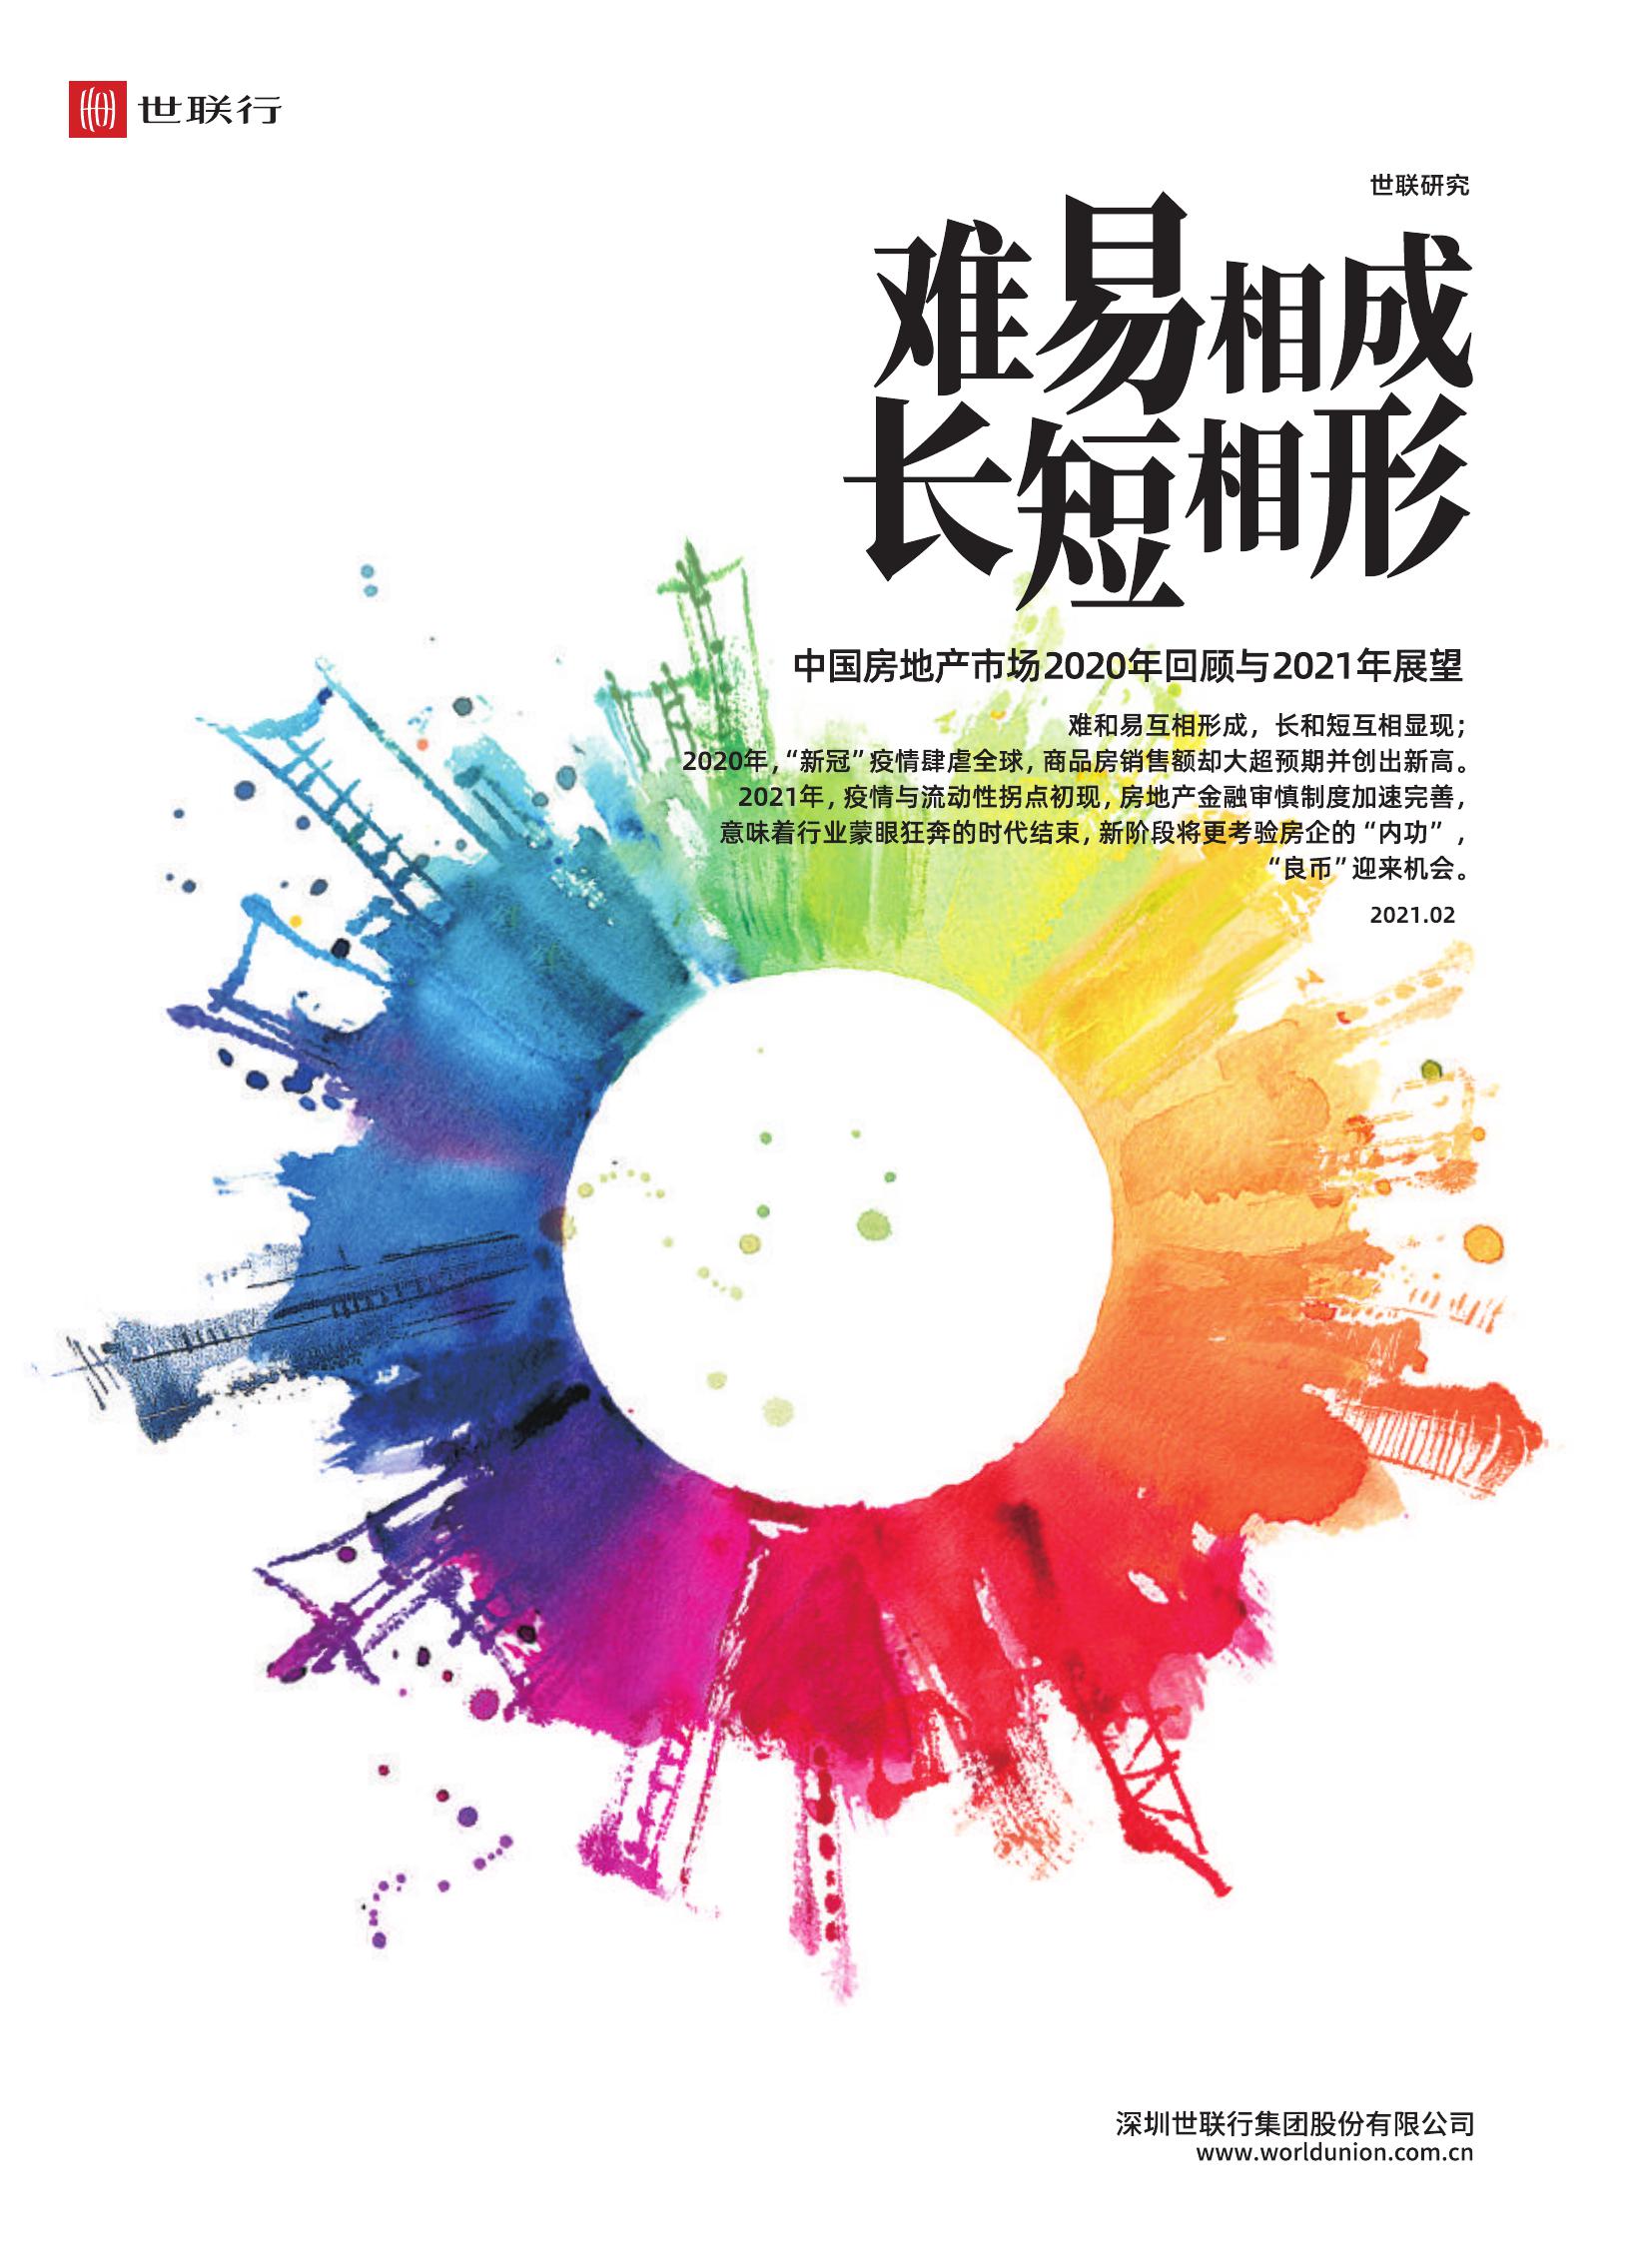 世联行
世联研究
难易相成
长短相形
中国房地产市场2020年回顾与2021年展望
难和易互相形成，长和短互相显现；
2020年，“新冠”疫情肆虐全球，商品房销售额却大超预期并创出新高。
2021年，疫情与流动性拐点初现，房地产金融审慎制度加速完善，
意味着行业蒙眼狂奔的时代结束，新阶段将更考验房企的“内功”，
“良币”迎来机会。
2021.02
深圳世联行集团股份有限公司
www.worldunion.com.cn